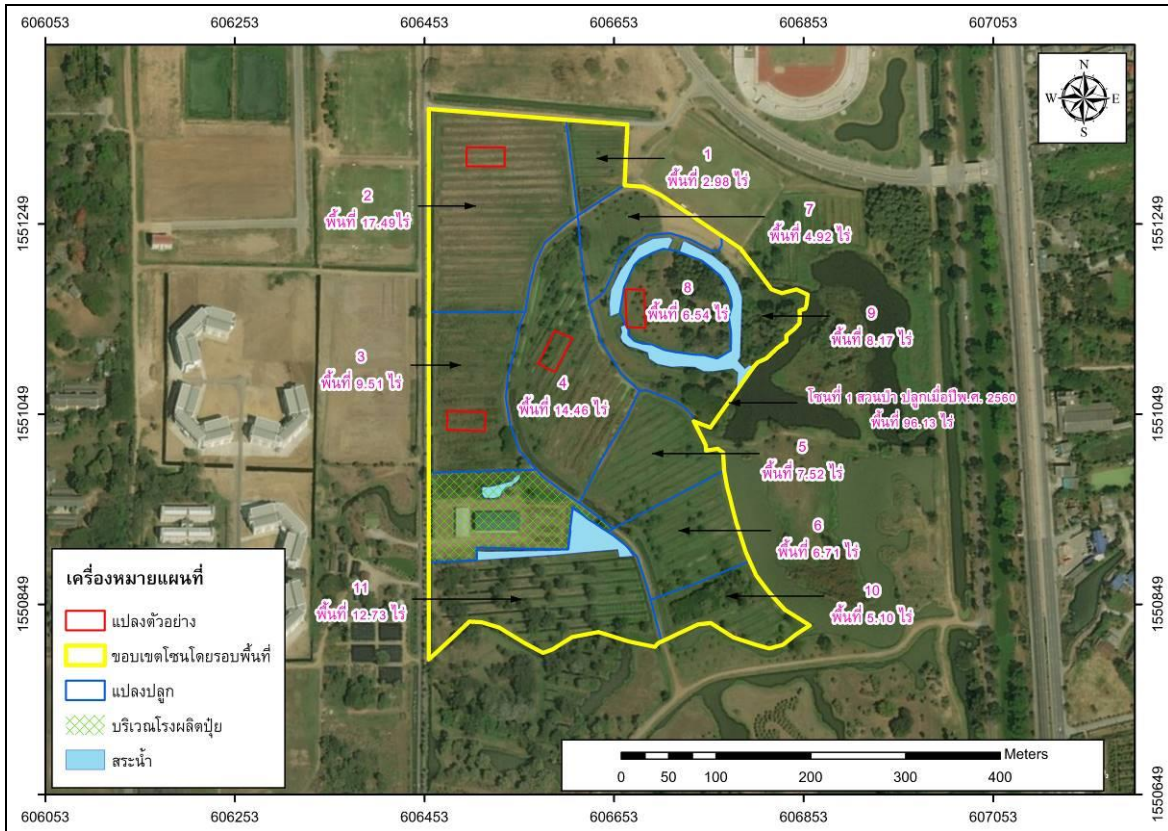 606053
606253
606453
606653
606853
607053
N
W
E
S
1551249
1551049
1550849
1550649
1
พื้นที่ 2.98 ไร่
2
พื้นที่ 17.49ไร่
7
พื้นที่ 4.92 ไร่
8
พื้นที่ 6.54 ไร่
9
พื้นที่ 8.17 ไร่
3
พื้นที่ 9.51 ไร่
4
พื้นที่ 14.46 ไร่
โซนที่ 1 สวนป่า ปลูกเมื่อปีพ.ศ. 2560
พื้นที่ 96.13 ไร่
5
พื้นที่ 7.52 ไร่
6
พื้นที่ 6.71 ไร่
11
พื้นที่ 12.73 ไร่
10
พื้นที่ 5.10 ไร่
เครื่องหมายแผนที่
แปลงตัวอย่าง
ขอบเขตโซนโดยรอบพื้นที่
แปลงปลูก
บริเวณโรงผลิตปุ๋ย
สระน้ำ
Meters
0 50 100 200 300 400
1551249
1551049
1550849
1550649
606053
606253
606453
606653
606853
607053